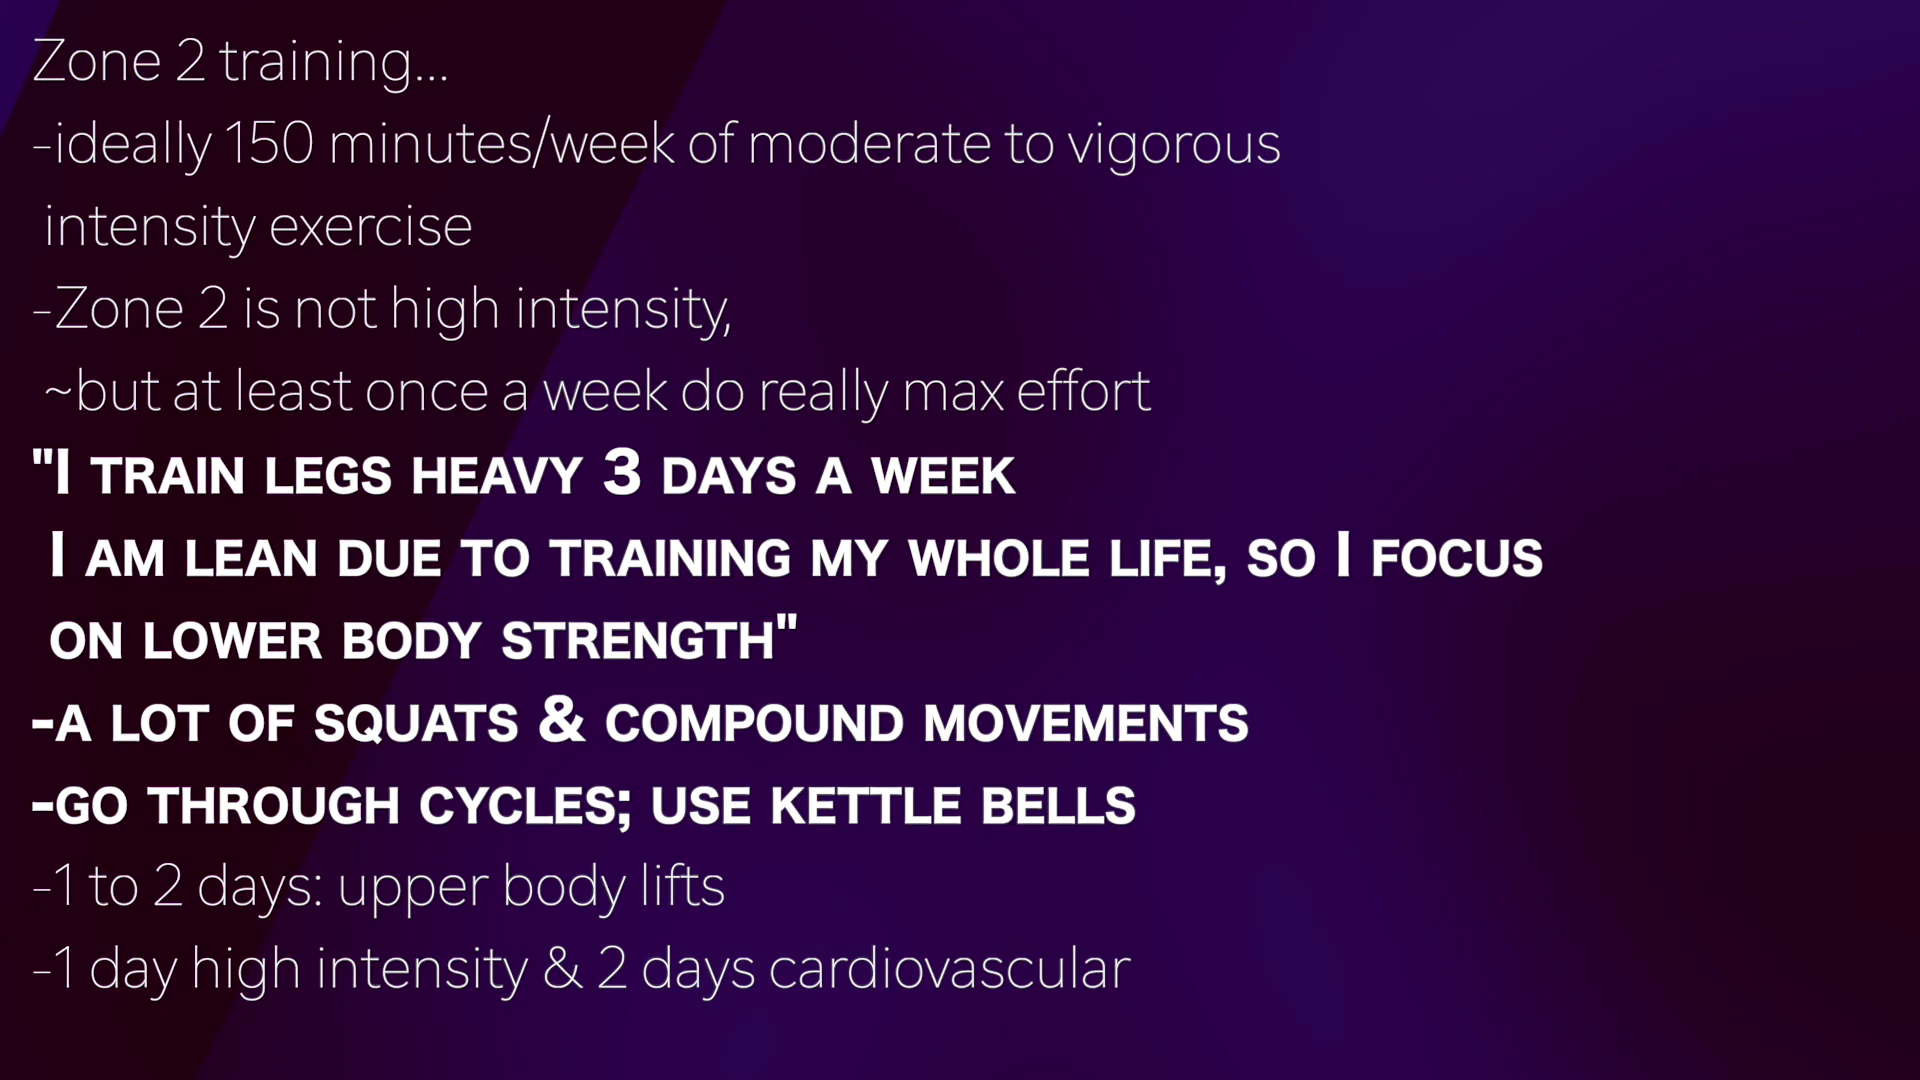 Zone 2 training...
-ideally 150 minutes/week of moderate to vigorous
intensity exercise
-Zone 2 is not high intensity,
~but at least once a week do really max effort
"I TRAIN LEGS HEAVY 3 DAYS A WEEK
I AM LEAN DUE TO TRAINING MY WHOLE LIFE, SO I FOCUS
ON LOWER BODY STRENGTH"
-A LOT OF SQUATS & COMPOUND MOVEMENTS
-GO THROUGH CYCLES; USE KETTLE BELLS
-1 to 2 days: upper body lifts
-1 day high intensity & 2 days cardiovascular